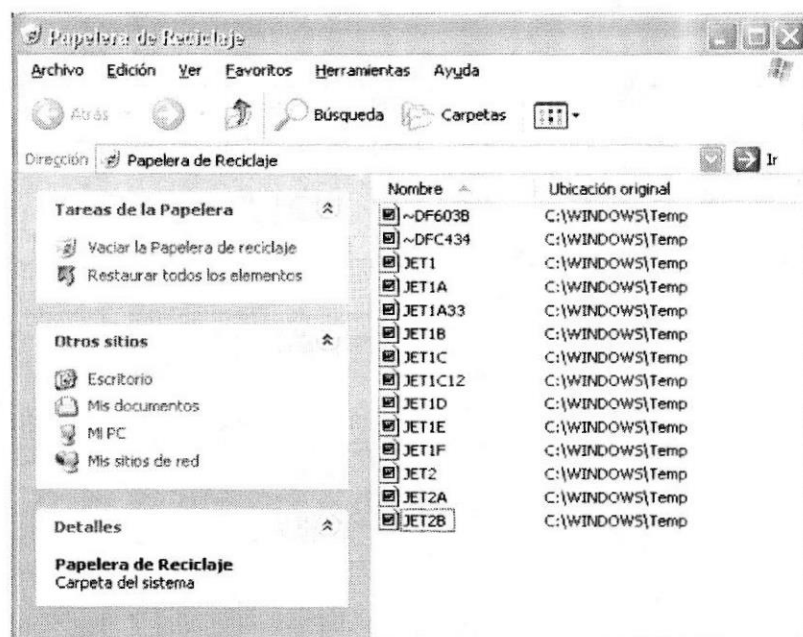 Papelera de Reciclaje
Archivo Edición Ver Favoritos Herramientas Ayuda
Atrás Búsqueda Carpetas
Dirección Papelera de Reciclaje Ir
Tareas de la Papelera
Vaciar la Papelera de reciclaje
Restaurar todos los elementos
Otros sitios
Escritorio
Mis documentos
Mi PC
Mis sitios de red
Detalles
Papelera de Reciclaje
Carpeta del sistema
Nombre Ubicación original
~DF603B C:\WINDOWS\Temp
~DFC434 C:\WINDOWS\Temp
JET1 C:\WINDOWS\Temp
JET1A C:\WINDOWS\Temp
JET1A33 C:\WINDOWS\Temp
JET1B C:\WINDOWS\Temp
JET1C C:\WINDOWS\Temp
JET1C12 C:\WINDOWS\Temp
JET1D C:\WINDOWS\Temp
JET1E C:\WINDOWS\Temp
JET1F C:\WINDOWS\Temp
JET2 C:\WINDOWS\Temp
JET2A C:\WINDOWS\Temp
JET2B C:\WINDOWS\Temp